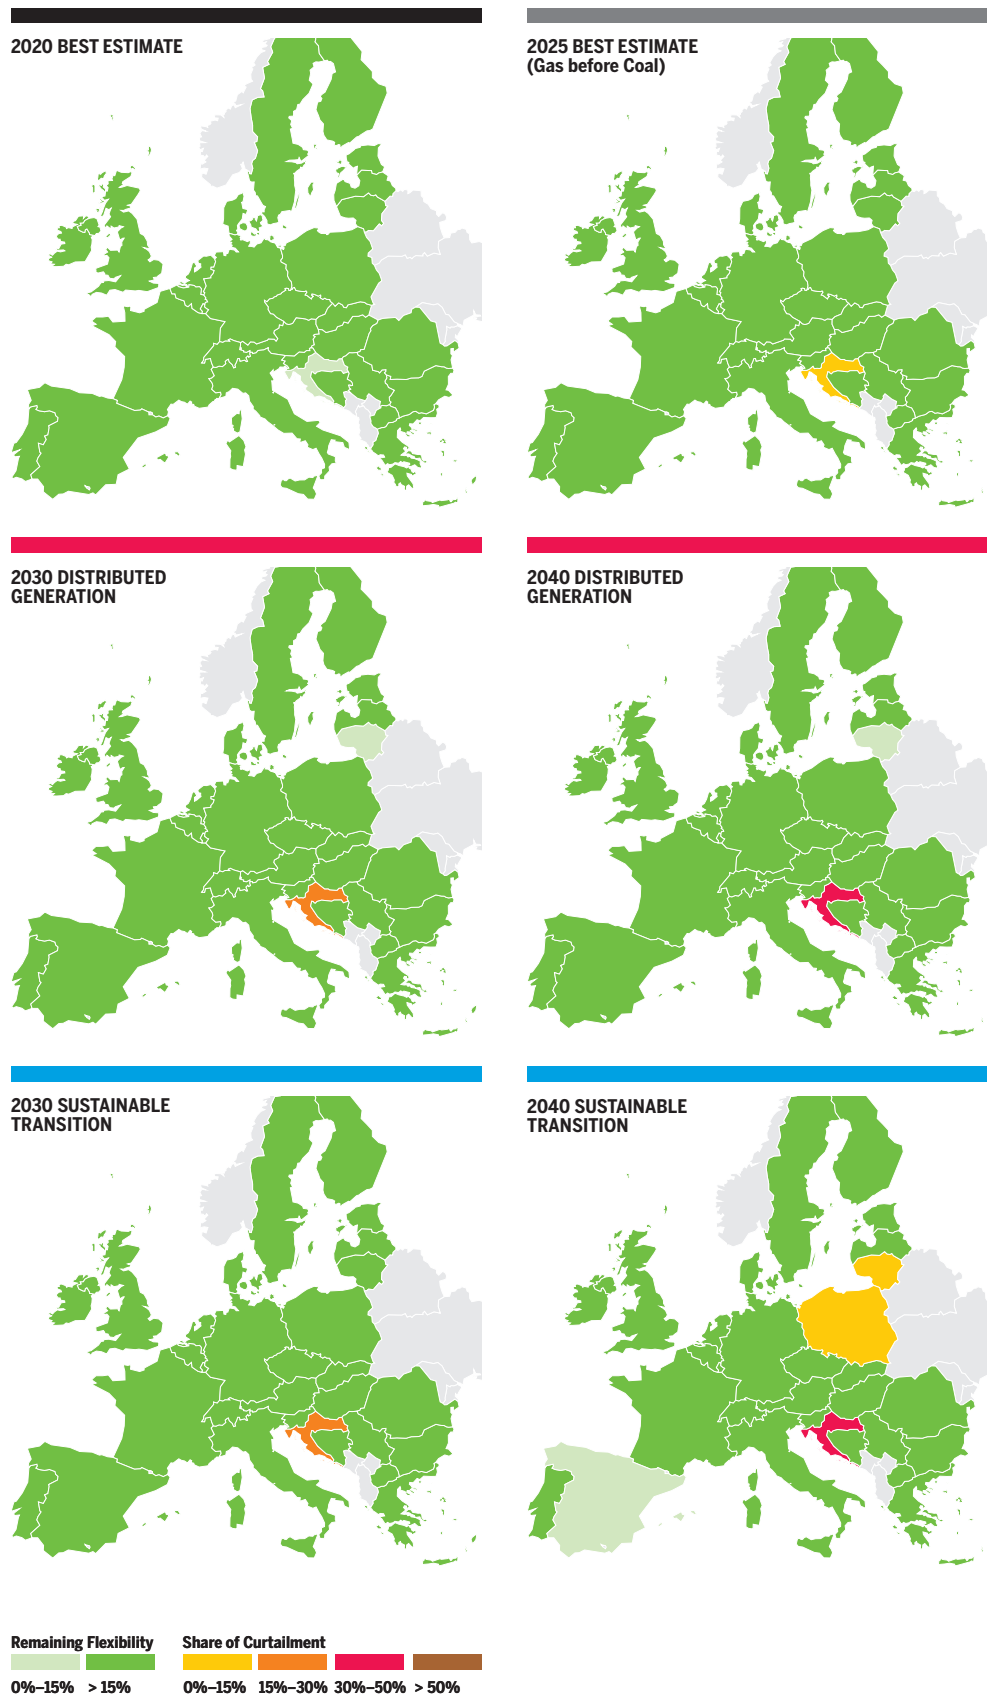 2020 BEST ESTIMATE
2025 BEST ESTIMATE
(Gas before Coal)
2030 DISTRIBUTED
GENERATION
2040 DISTRIBUTED
GENERATION
2030 SUSTAINABLE
TRANSITION
2040 SUSTAINABLE
TRANSITION
Remaining Flexibility
0%–15% > 15%
Share of Curtailment
0%–15% 15%–30% 30%–50% > 50%